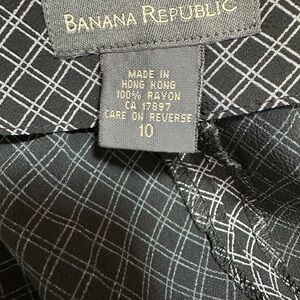 BANANA REPUBLIC
MADE IN
HONG KONG
100% RAYON
CA 17897
CARE ON REVERSE
10